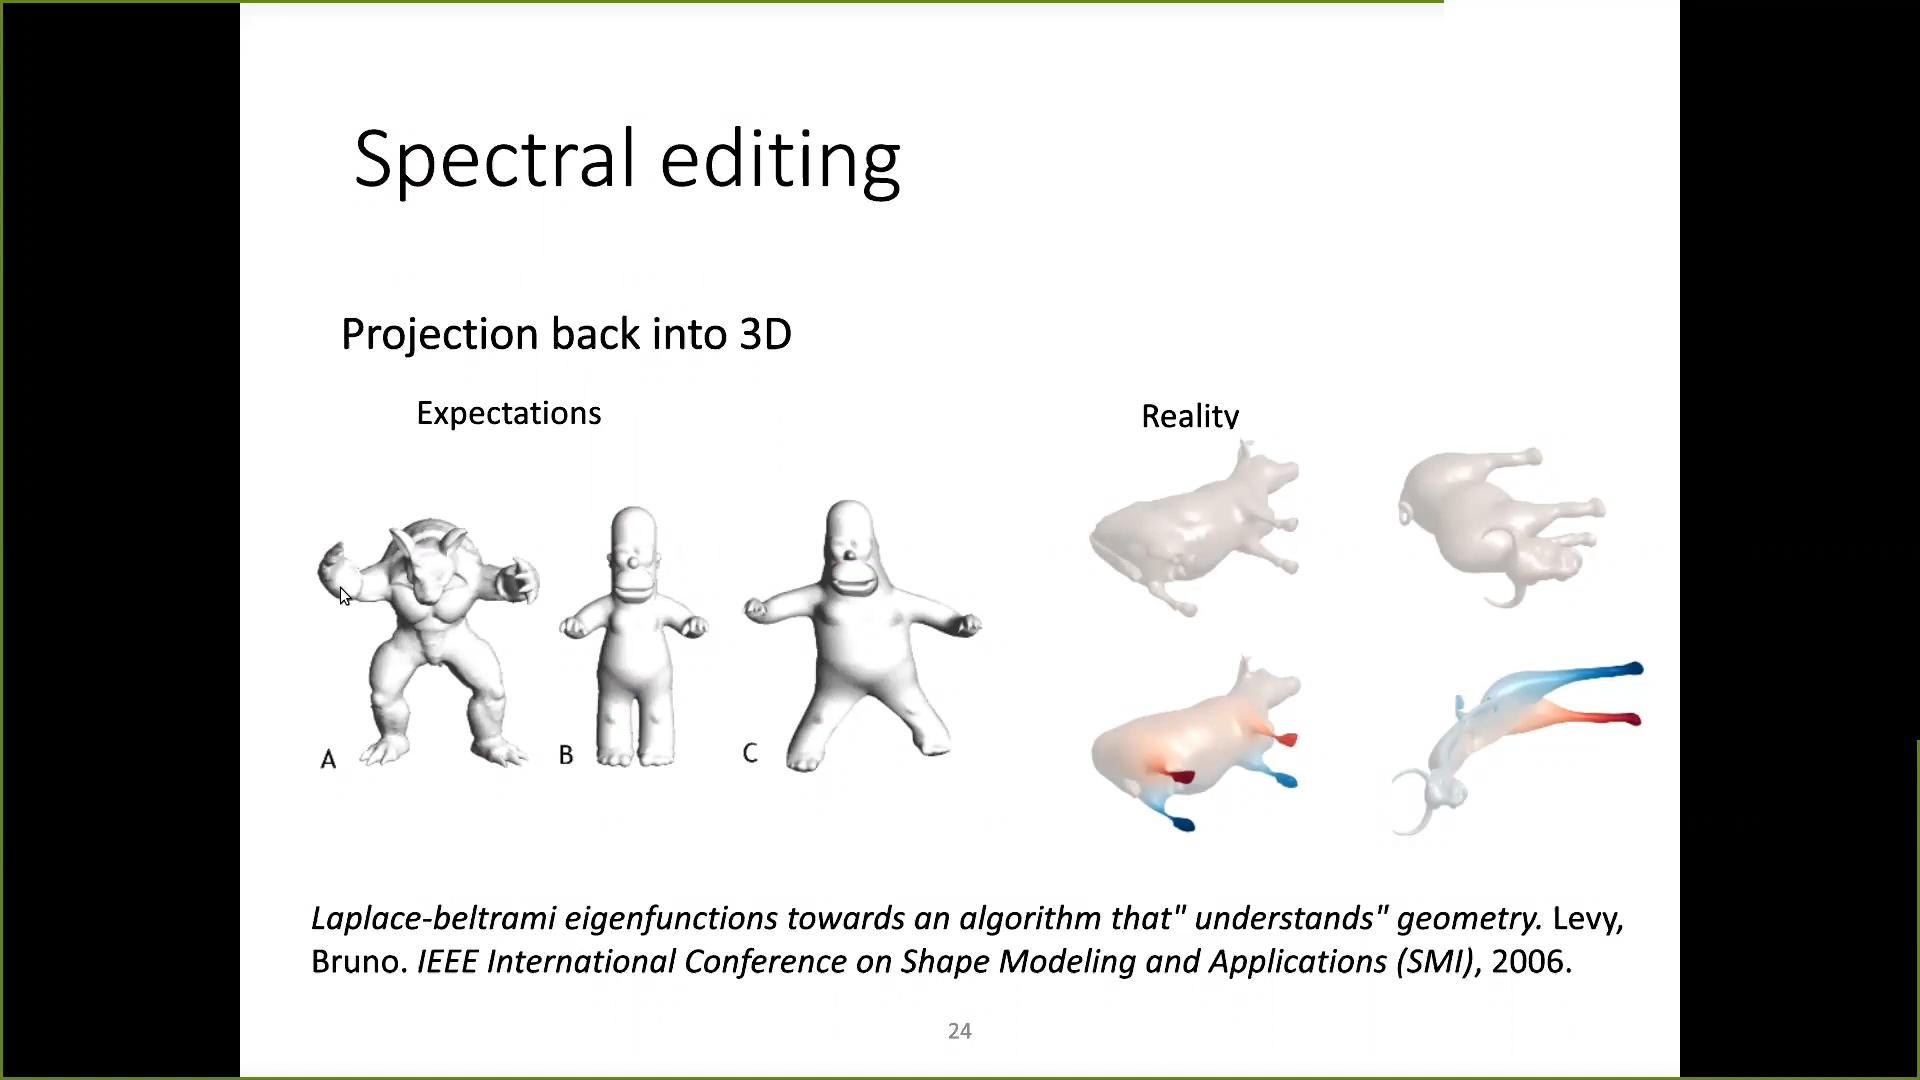 Spectral editing
Projection back into 3D
Expectations
Reality
A
B
C
Laplace-beltrami eigenfunctions towards an algorithm that" understands" geometry. Levy,
Bruno. IEEE International Conference on Shape Modeling and Applications (SMI), 2006.
24